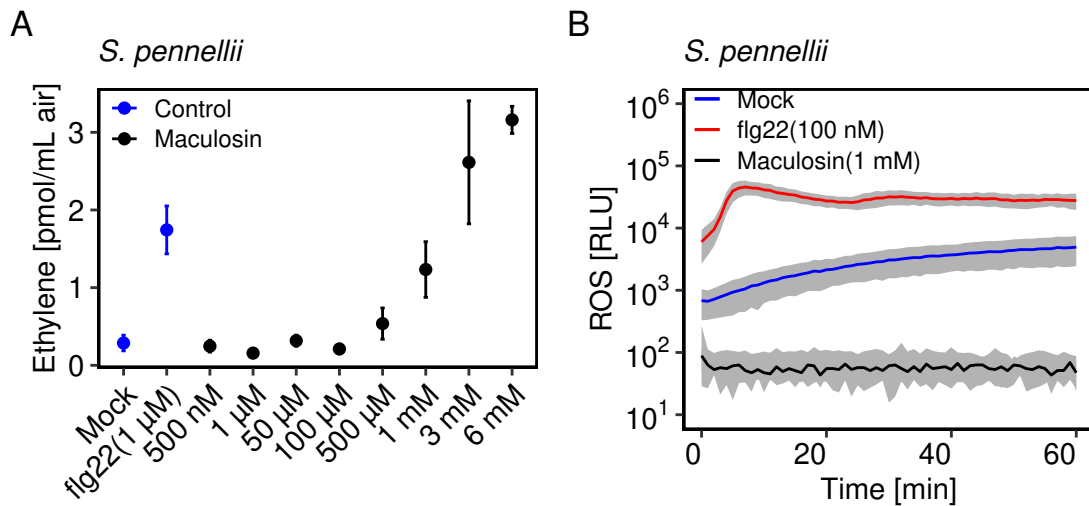 A
S. pennellii
Control
Maculosin
Ethylene [pmol/mL air]
3
2
1
0
Mock
flg22(1 µM)
500 nM
1 µM
50 µM
100 µM
500 µM
1 mM
3 mM
6 mM
B
S. pennellii
Mock
flg22(100 nM)
Maculosin(1 mM)
ROS [RLU]
10⁶
10⁵
10⁴
10³
10²
10¹
0
20
40
60
Time [min]